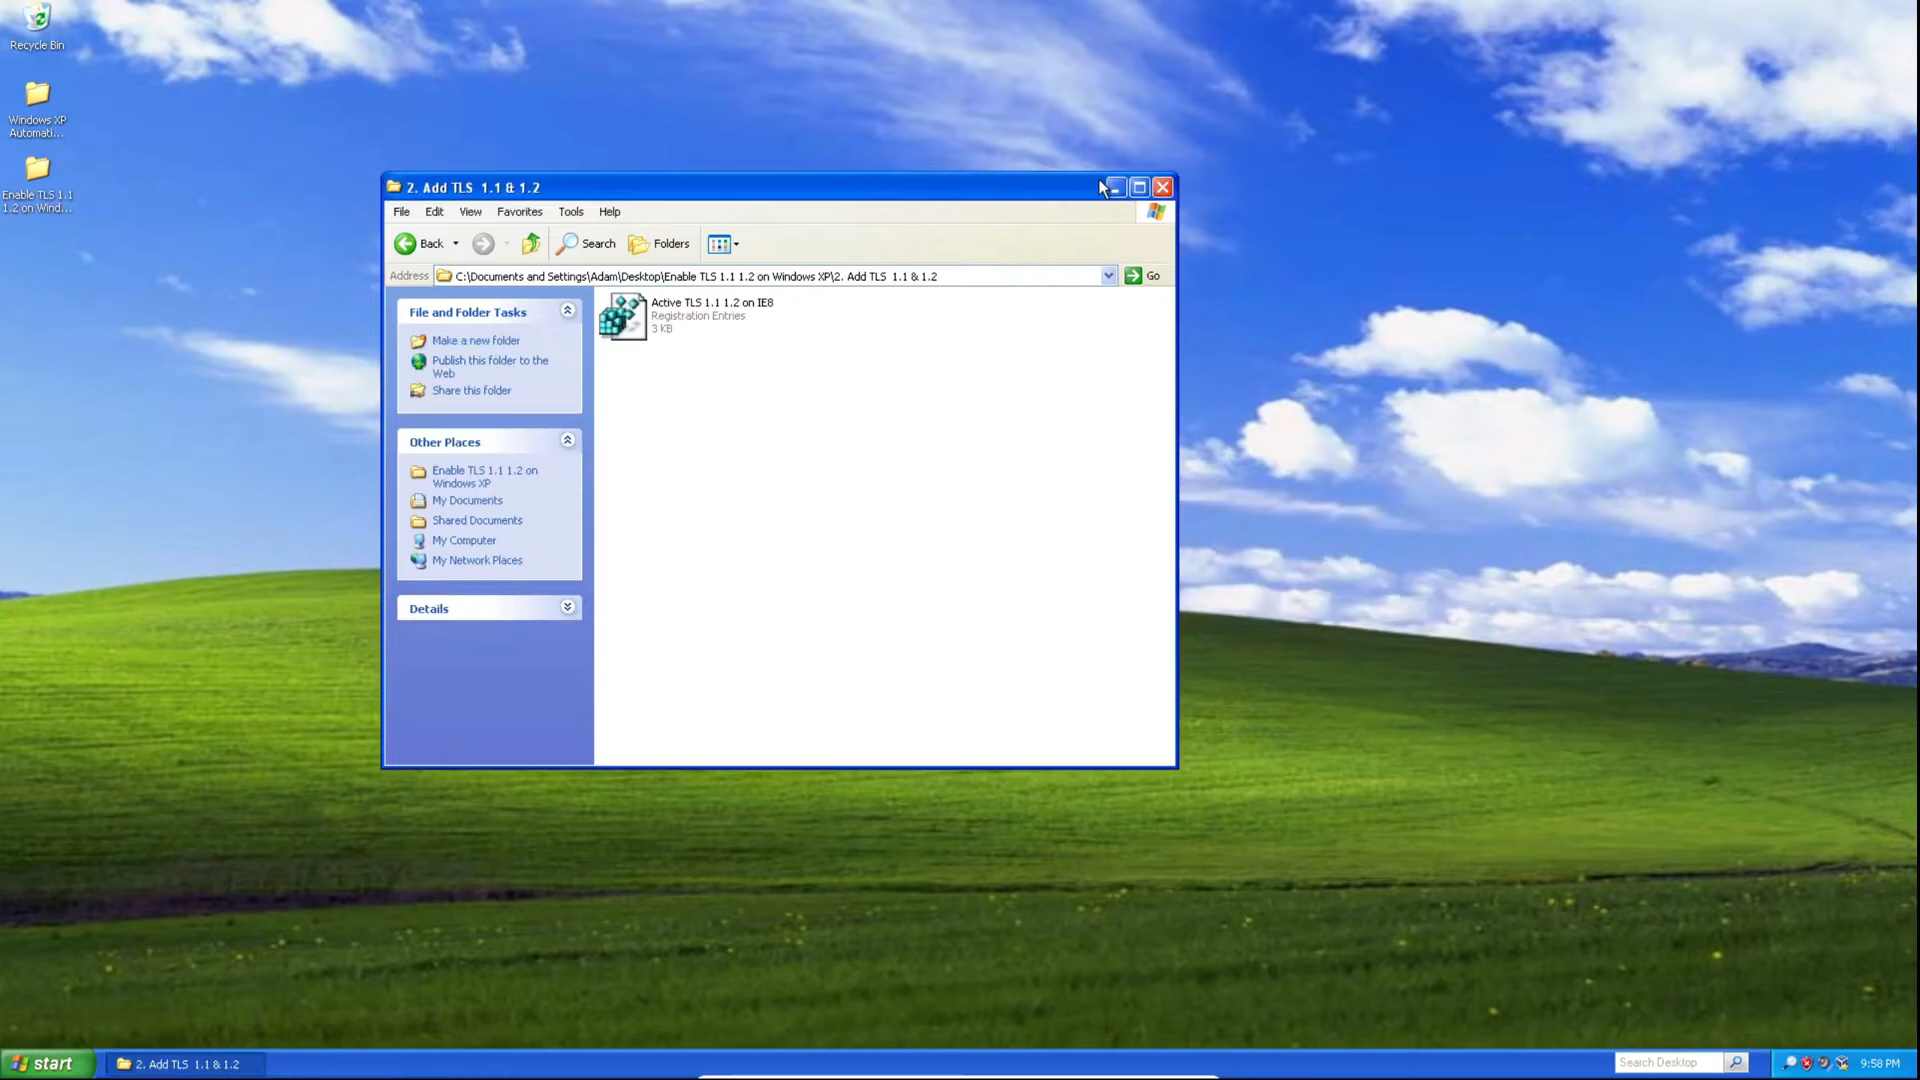 Recycle Bin
Windows XP
Automati...
Enable TLS 1.1
1.2 on Wind...
2. Add TLS  1.1 & 1.2
File Edit View Favorites Tools Help
Back Search Folders
Address C:\Documents and Settings\Adam\Desktop\Enable TLS 1.1 1.2 on Windows XP\2. Add TLS  1.1 & 1.2 Go
File and Folder Tasks
Make a new folder
Publish this folder to the
Web
Share this folder
Other Places
Enable TLS 1.1 1.2 on
Windows XP
My Documents
Shared Documents
My Computer
My Network Places
Details
Active TLS 1.1 1.2 on IE8
Registration Entries
3 KB
start 2. Add TLS  1.1 & 1.2 Search Desktop 9:58 PM